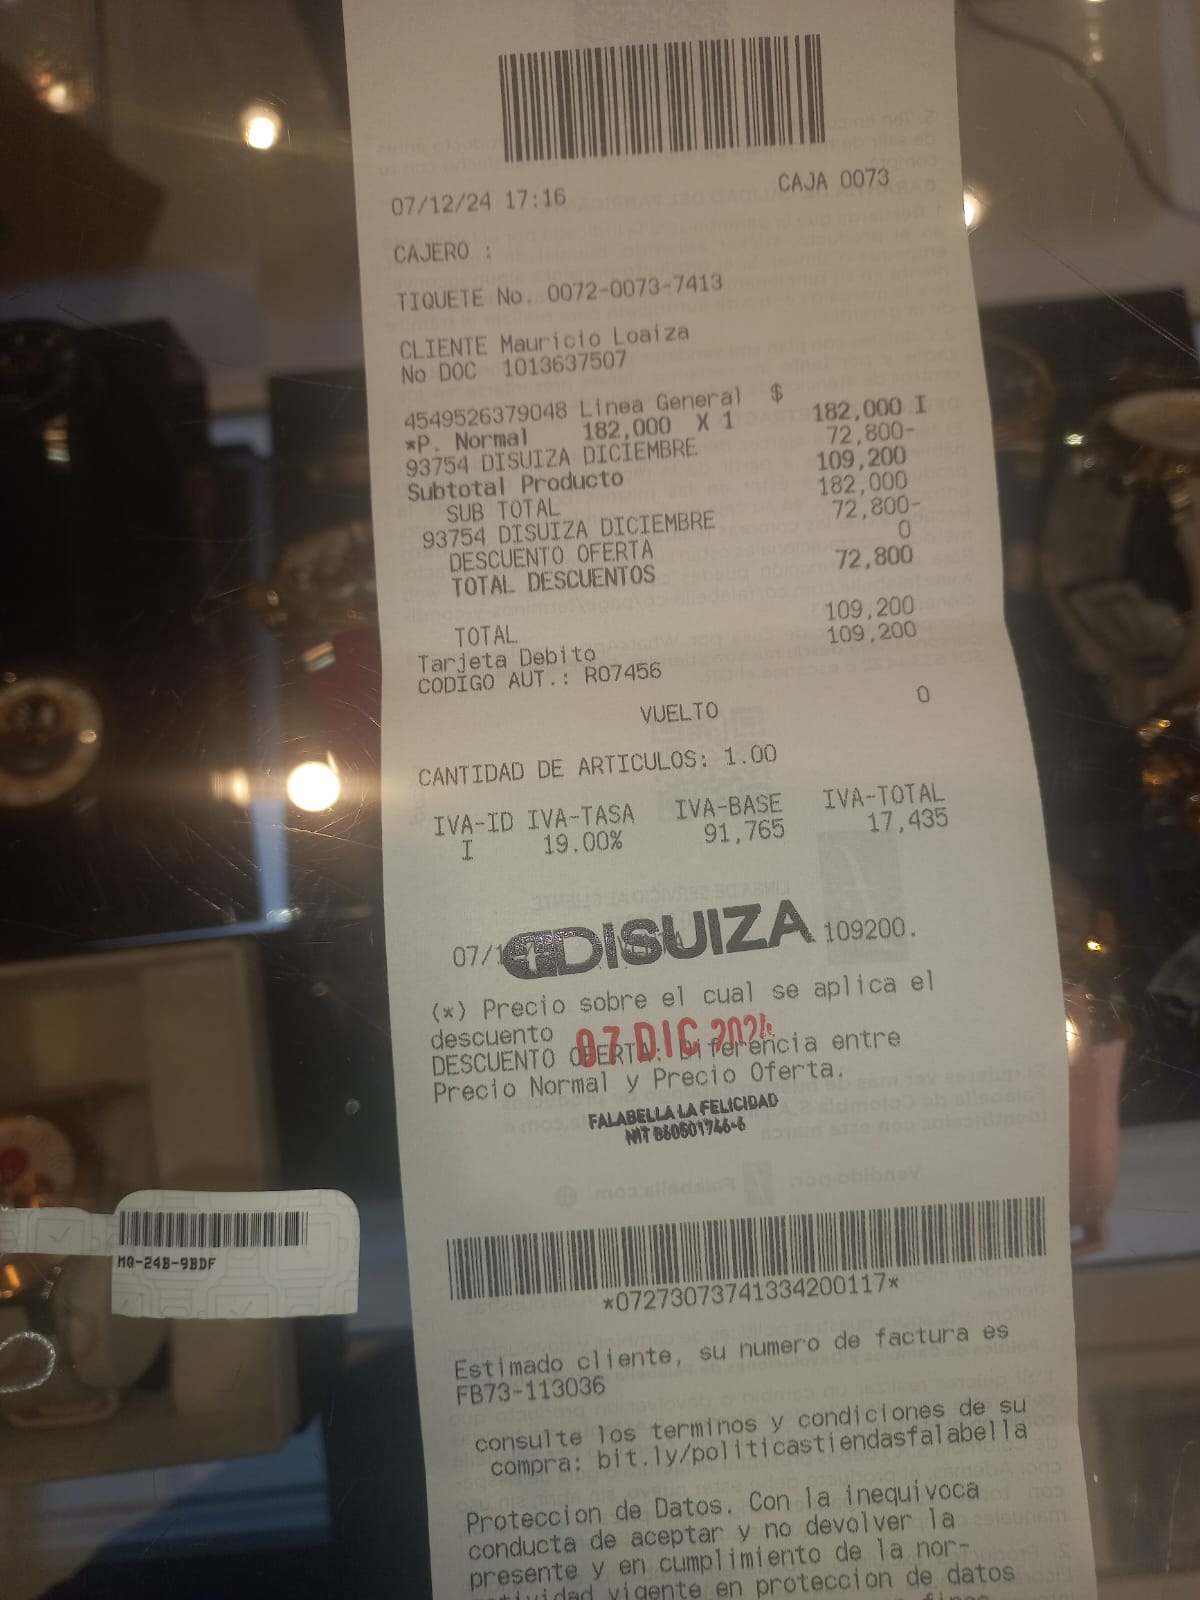 07/12/24 17:16 CAJA 0073
CAJERO :
TIQUETE No. 0072-0073-7413
CLIENTE Mauricio Loaiza
No DOC 1013637507
4549526379048 Linea General $ 182,000 I
*P. Normal 182,000 X 1
93754 DISUIZA DICIEMBRE 72,800-
Subtotal Producto 109,200
SUB TOTAL 182,000
93754 DISUIZA DICIEMBRE 72,800-
DESCUENTO OFERTA 0
TOTAL DESCUENTOS 72,800
TOTAL 109,200
Tarjeta Debito 109,200
CODIGO AUT.: R07456
VUELTO 0
CANTIDAD DE ARTICULOS: 1.00
IVA-ID IVA-TASA IVA-BASE IVA-TOTAL
I 19.00% 91,765 17,435
07/1 DISUIZA 109200.
(*) Precio sobre el cual se aplica el
descuento 07 DIC 2024
DESCUENTO OFERTA: Diferencia entre
Precio Normal y Precio Oferta.
FALABELLA LA FELICIDAD
NIT 860501746-6
MQ-24B-9BDF
*07273073741334200117*
Estimado cliente, su numero de factura es
FB73-113036
consulte los terminos y condiciones de su
compra: bit.ly/politicastiendasfalabella
Proteccion de Datos. Con la inequivoca
conducta de aceptar y no devolver la
presente y en cumplimiento de la nor-
vigente en proteccion de datos